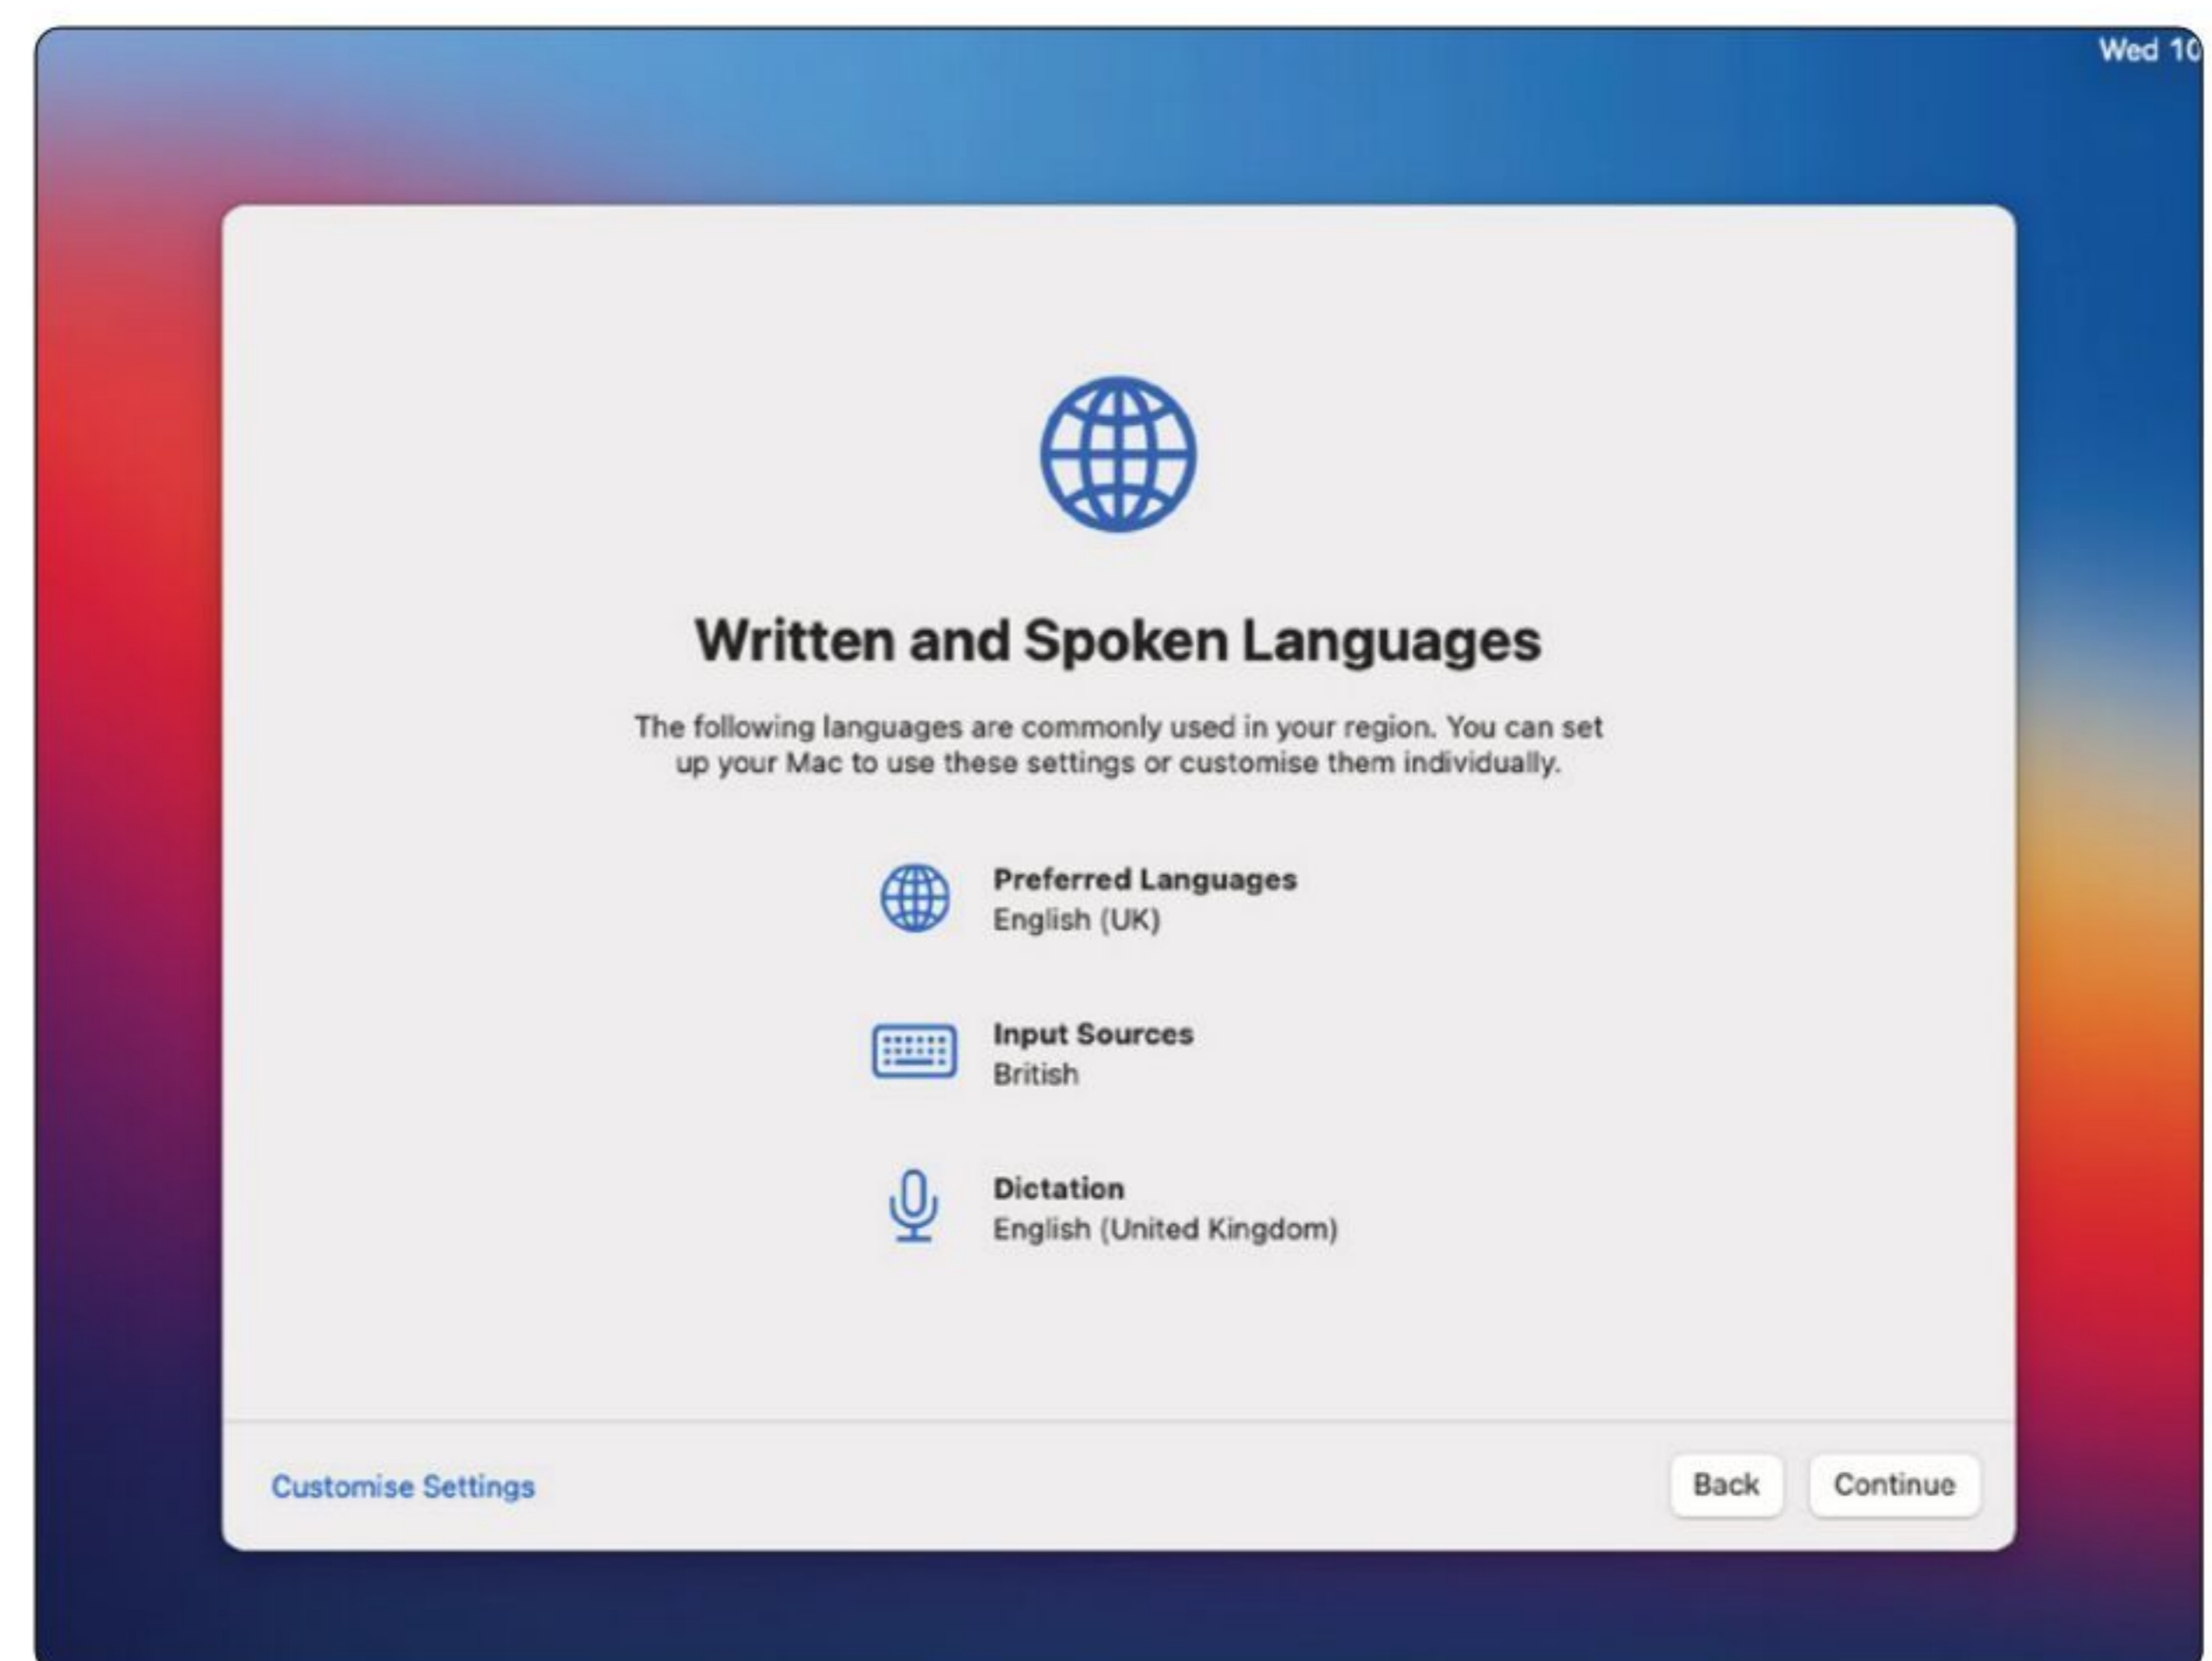 Wed 10
Written and Spoken Languages
The following languages are commonly used in your region. You can set
up your Mac to use these settings or customise them individually.
Preferred Languages
English (UK)
Input Sources
British
Dictation
English (United Kingdom)
Customise Settings
Back
Continue